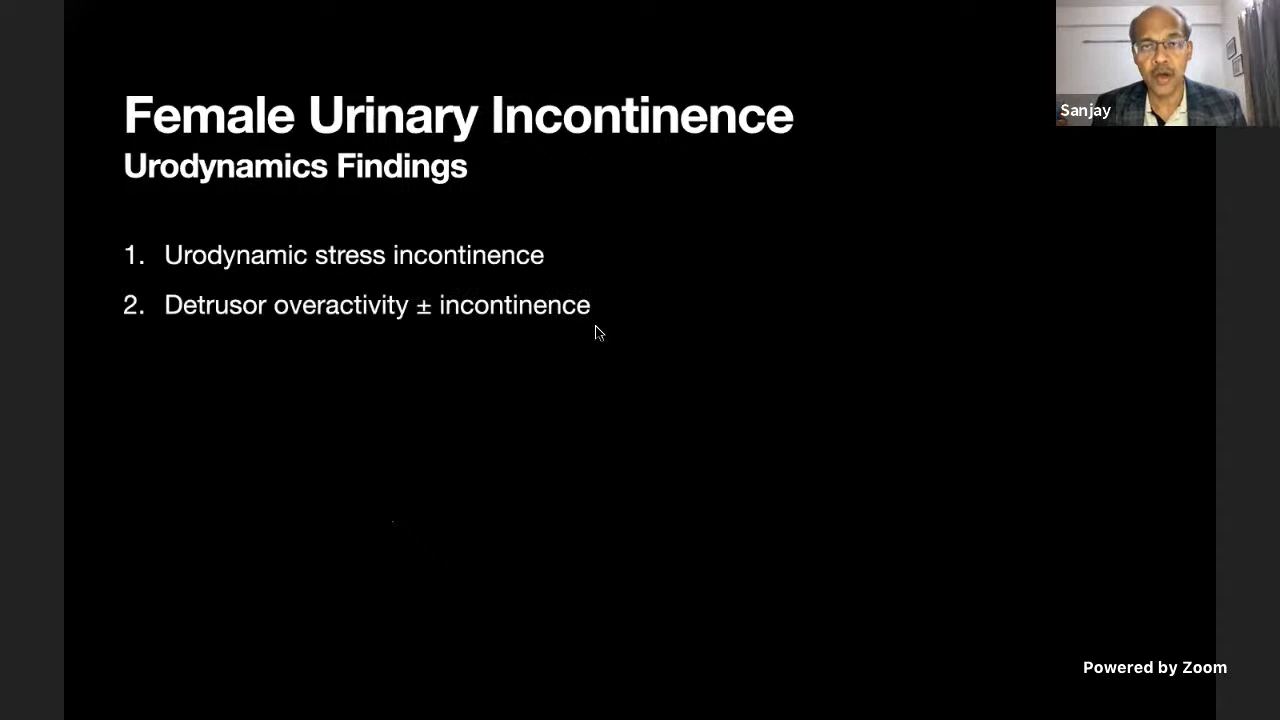 Female Urinary Incontinence
Urodynamics Findings
1. Urodynamic stress incontinence
2. Detrusor overactivity ± incontinence
Sanjay
Powered by Zoom